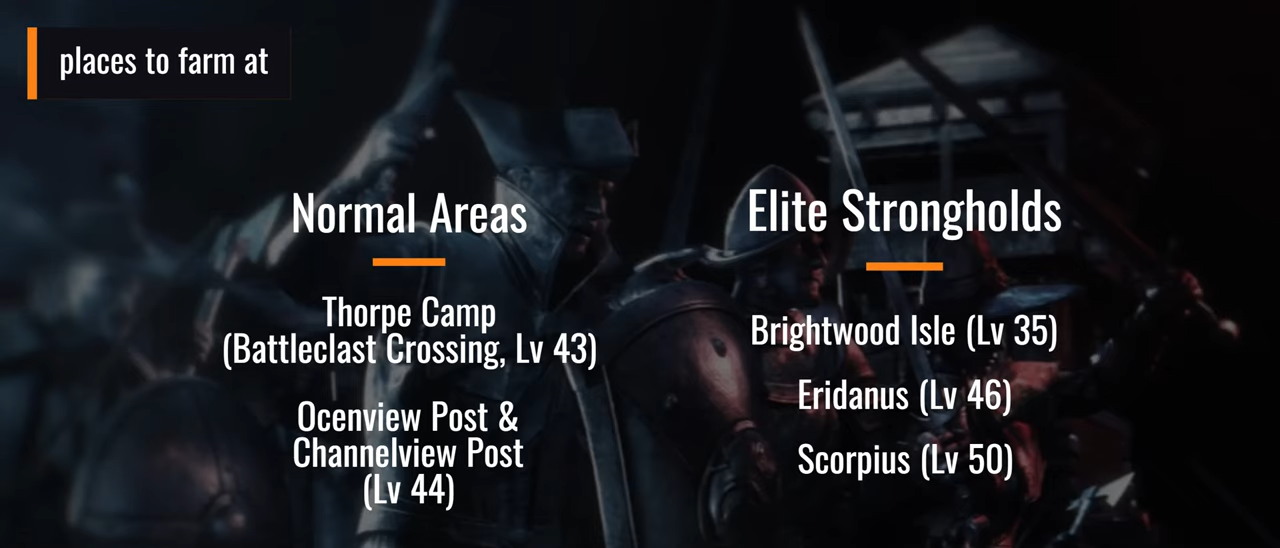 places to farm at
Normal Areas
Thorpe Camp
(Battleclast Crossing, Lv 43)
Ocenview Post &
Channelview Post
(Lv 44)
Elite Strongholds
Brightwood Isle (Lv 35)
Eridanus (Lv 46)
Scorpius (Lv 50)